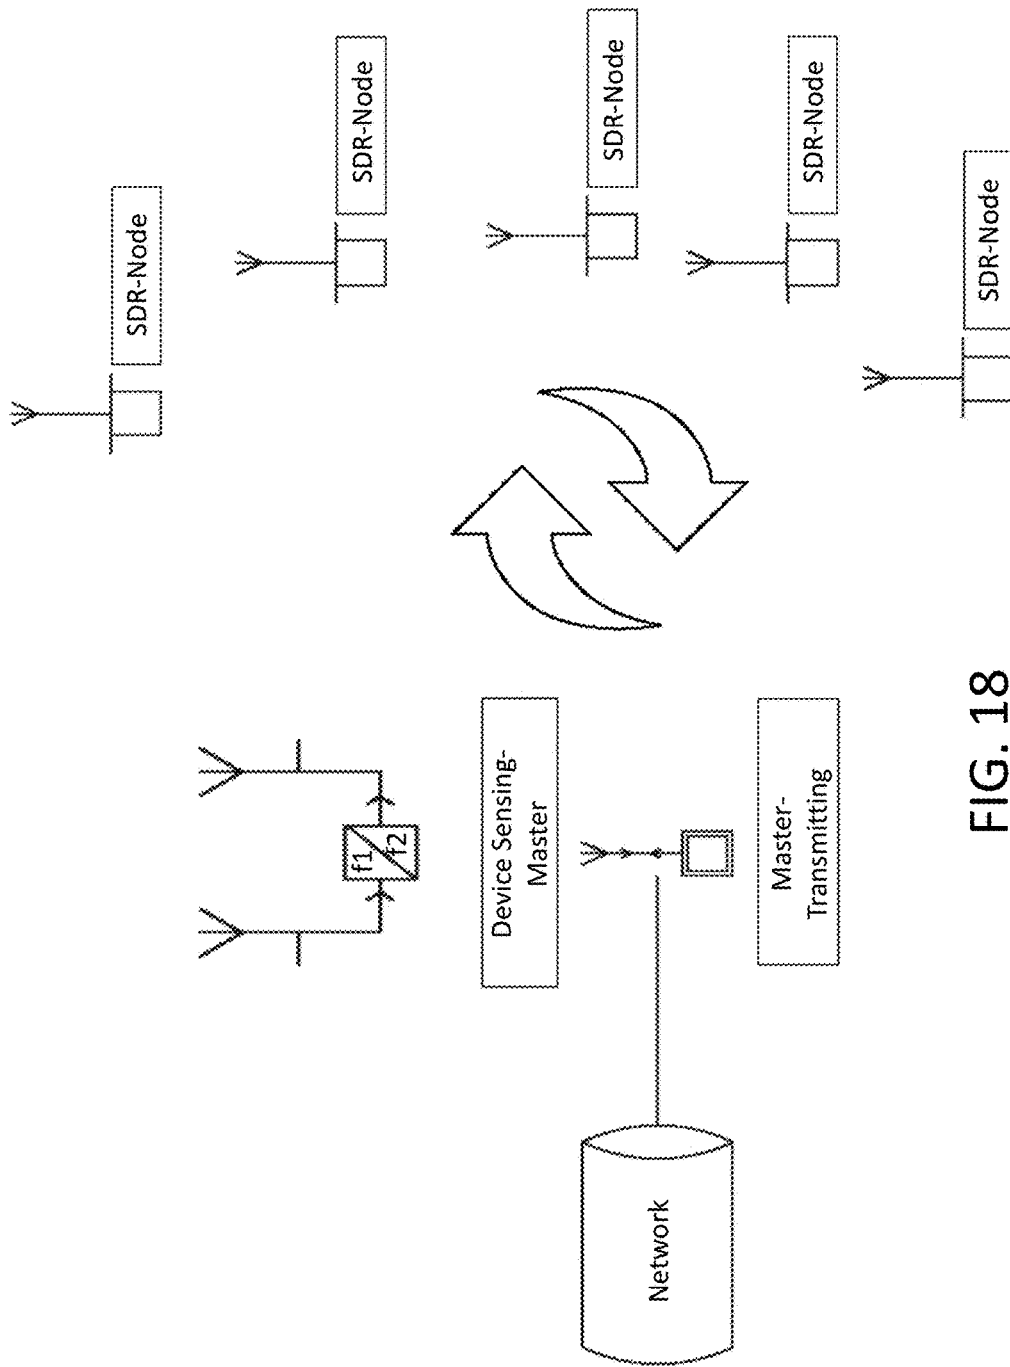 SDR-Node
SDR-Node
SDR-Node
SDR-Node
SDR-Node
f1
f2
Device Sensing-
Master
Master-
Transmitting
Network
FIG. 18